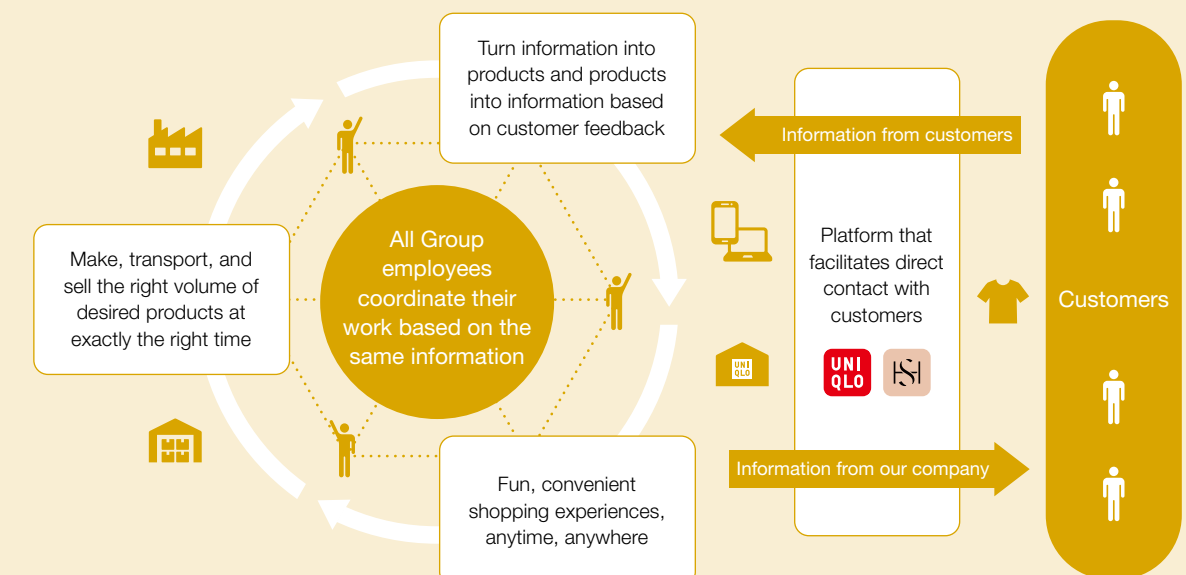 Turn information into
products and products
into information based
on customer feedback
Make, transport, and
sell the right volume of
desired products at
exactly the right time
All Group
employees
coordinate their
work based on the
same information
Fun, convenient
shopping experiences,
anytime, anywhere
Information from customers
Platform that
facilitates direct
contact with
customers
UNI
QLO
UNI
QLO
Information from our company
Customers